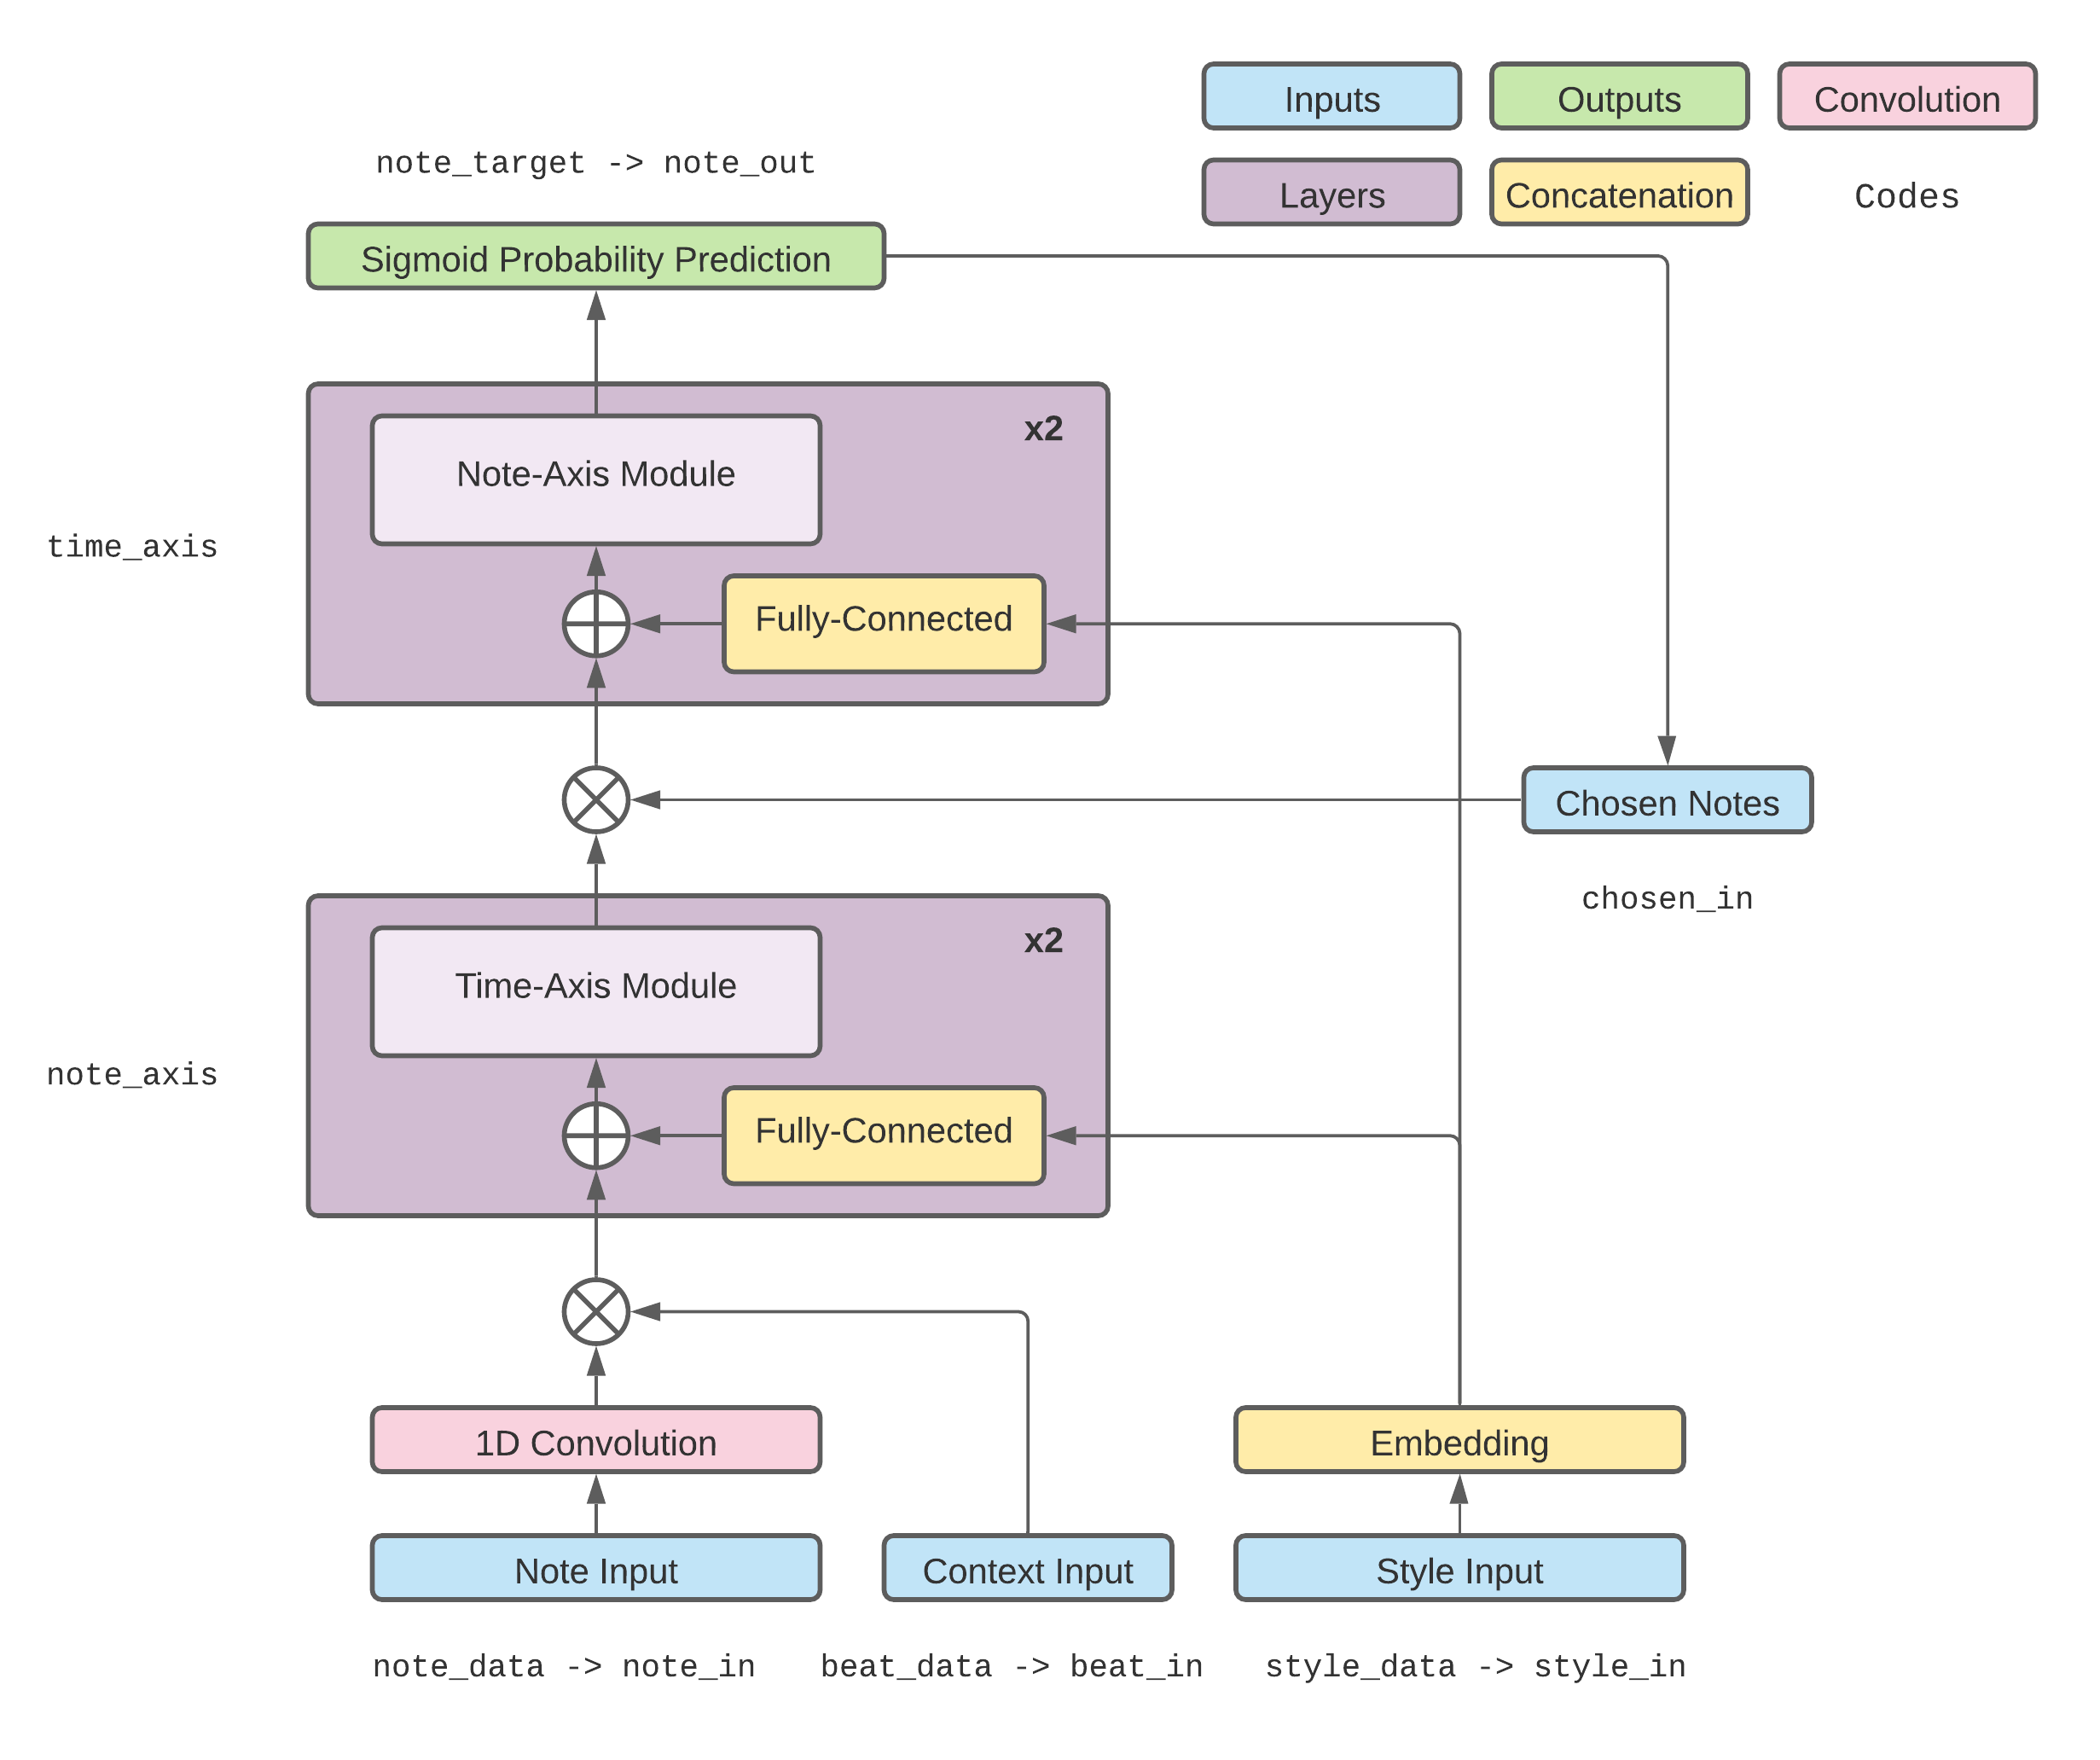 Inputs
Outputs
Convolution
Layers
Concatenation
Codes
note_target -> note_out
Sigmoid Probability Prediction
x2
Note-Axis Module
time_axis
Fully-Connected
Chosen Notes
chosen_in
x2
Time-Axis Module
note_axis
Fully-Connected
1D Convolution
Embedding
Note Input
Context Input
Style Input
note_data -> note_in
beat_data -> beat_in
style_data -> style_in